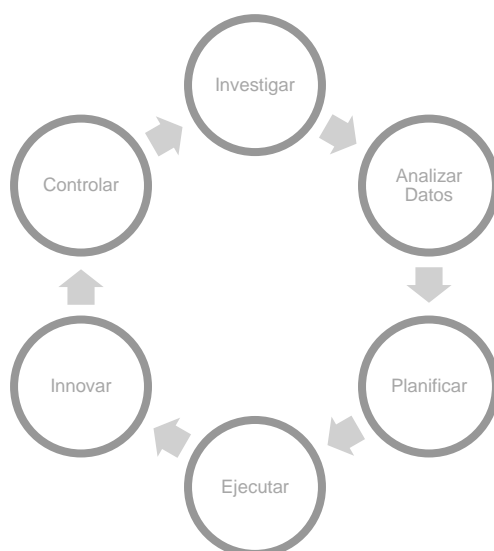 Investigar
Analizar
Datos
Planificar
Ejecutar
Innovar
Controlar